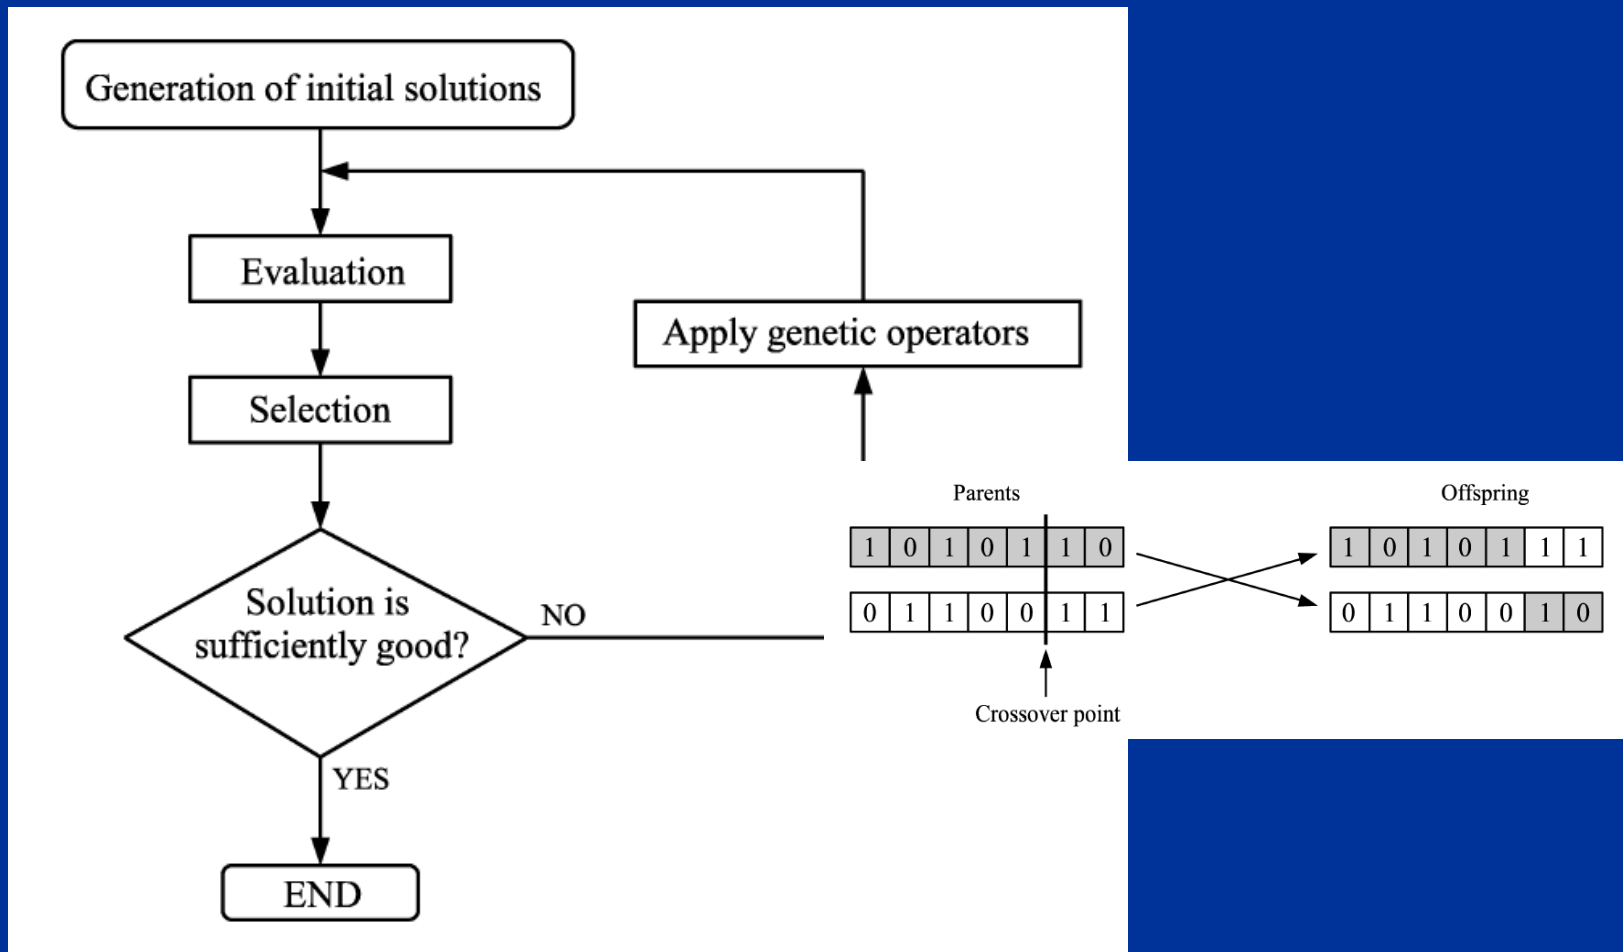 Generation of initial solutions
Evaluation
Apply genetic operators
Selection
Solution is
sufficiently good?
NO
YES
END
Parents
Offspring
1 0 1 0 1 1 0
1 0 1 0 1 1 1
0 1 1 0 0 1 1
0 1 1 0 0 1 0
Crossover point